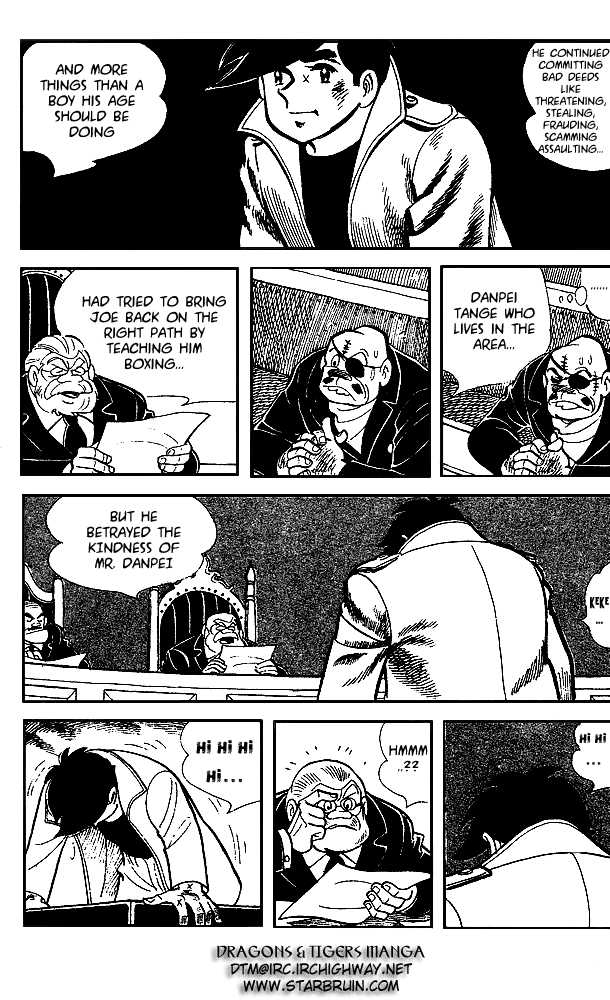 HE CONTINUED
COMMITTING
BAD DEEDS
LIKE
THREATENING,
STEALING,
FRAUDING,
SCAMMING
ASSAULTING...
AND MORE
THINGS THAN A
BOY HIS AGE
SHOULD BE
DOING
.......
DANPEI
TANGE WHO
LIVES IN THE
AREA...
HAD TRIED TO BRING
JOE BACK ON THE
RIGHT PATH BY
TEACHING HIM
BOXING...
BUT HE
BETRAYED THE
KINDNESS OF
MR. DANPEI
KEKE
...
HI HI
...
HMMM
??
HI HI HI
HI...
DRAGONS & TIGERS MANGA
DTM@IRC.IRCHIGHWAY.NET
WWW.STARBRUIN.COM